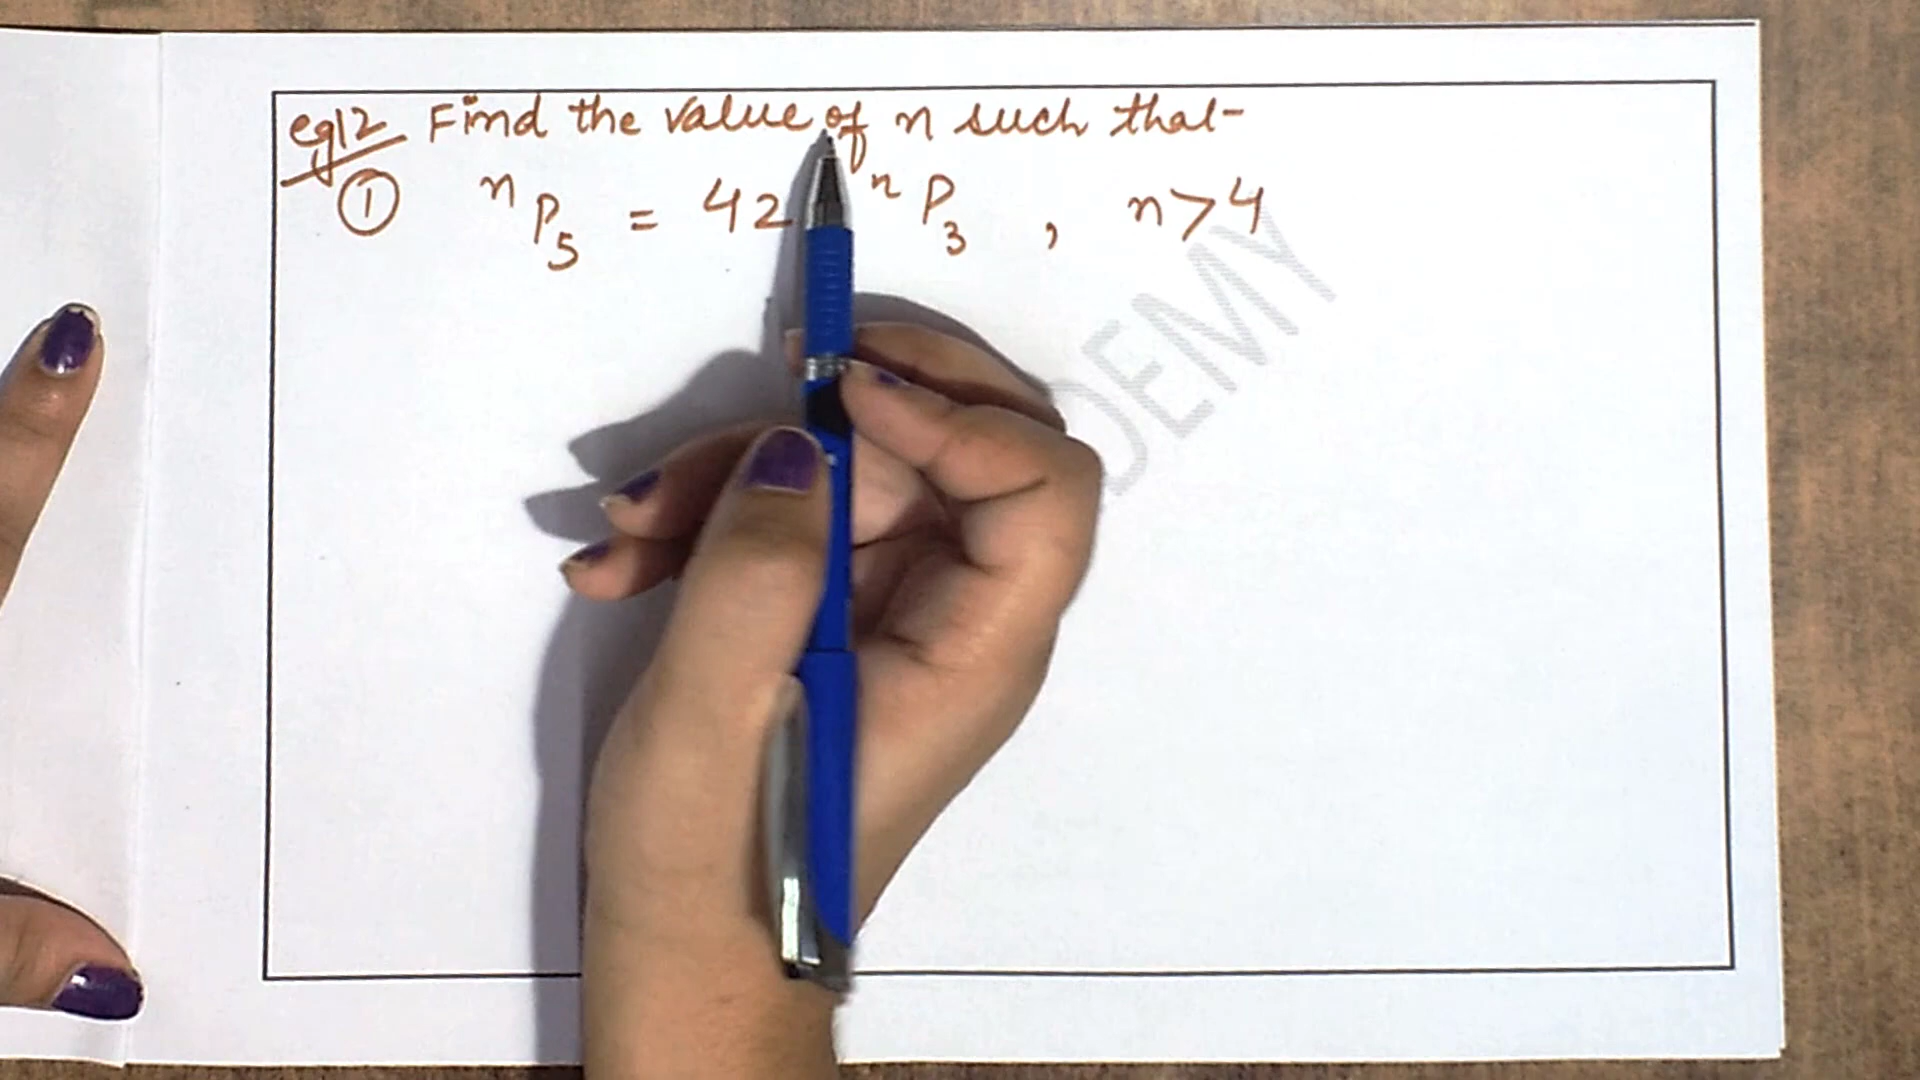 eg12 Find the value of n such that-
① ⁿP₅ = 42 ⁿP₃ , n>4
DEMY